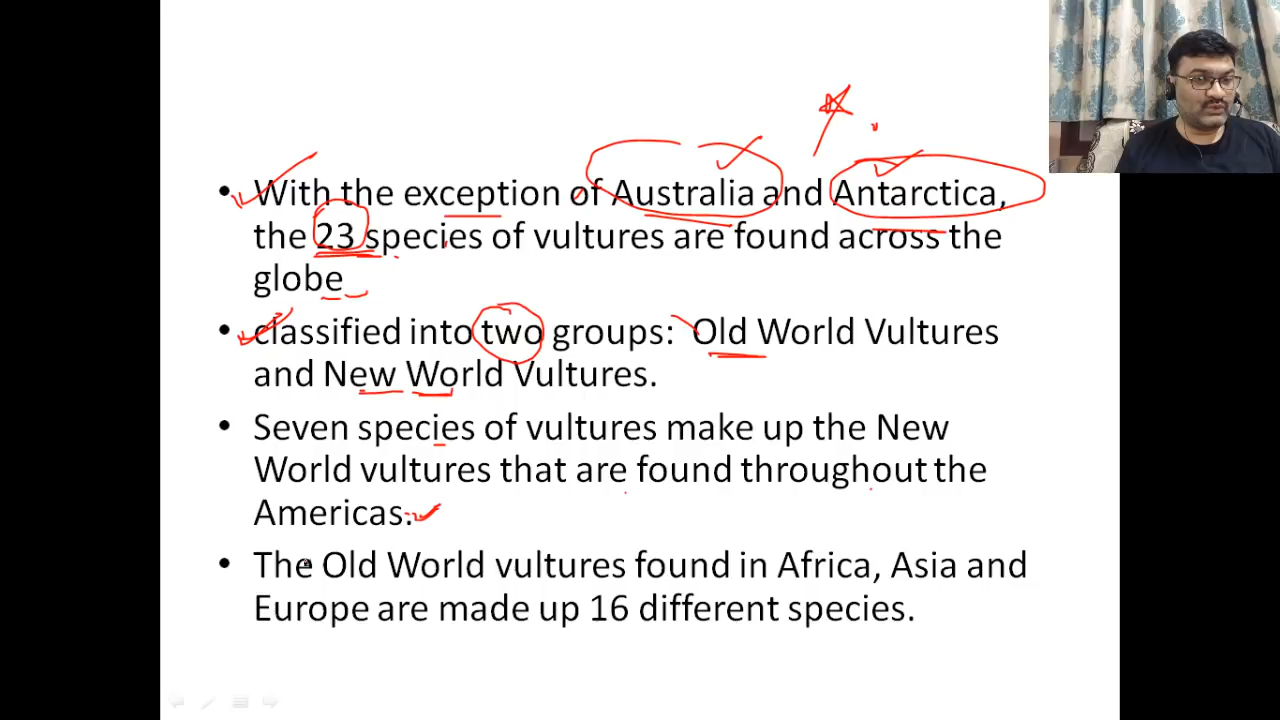 • With the exception of Australia and Antarctica,
the 23 species of vultures are found across the
globe
• classified into two groups: Old World Vultures
and New World Vultures.
• Seven species of vultures make up the New
World vultures that are found throughout the
Americas.
• The Old World vultures found in Africa, Asia and
Europe are made up 16 different species.